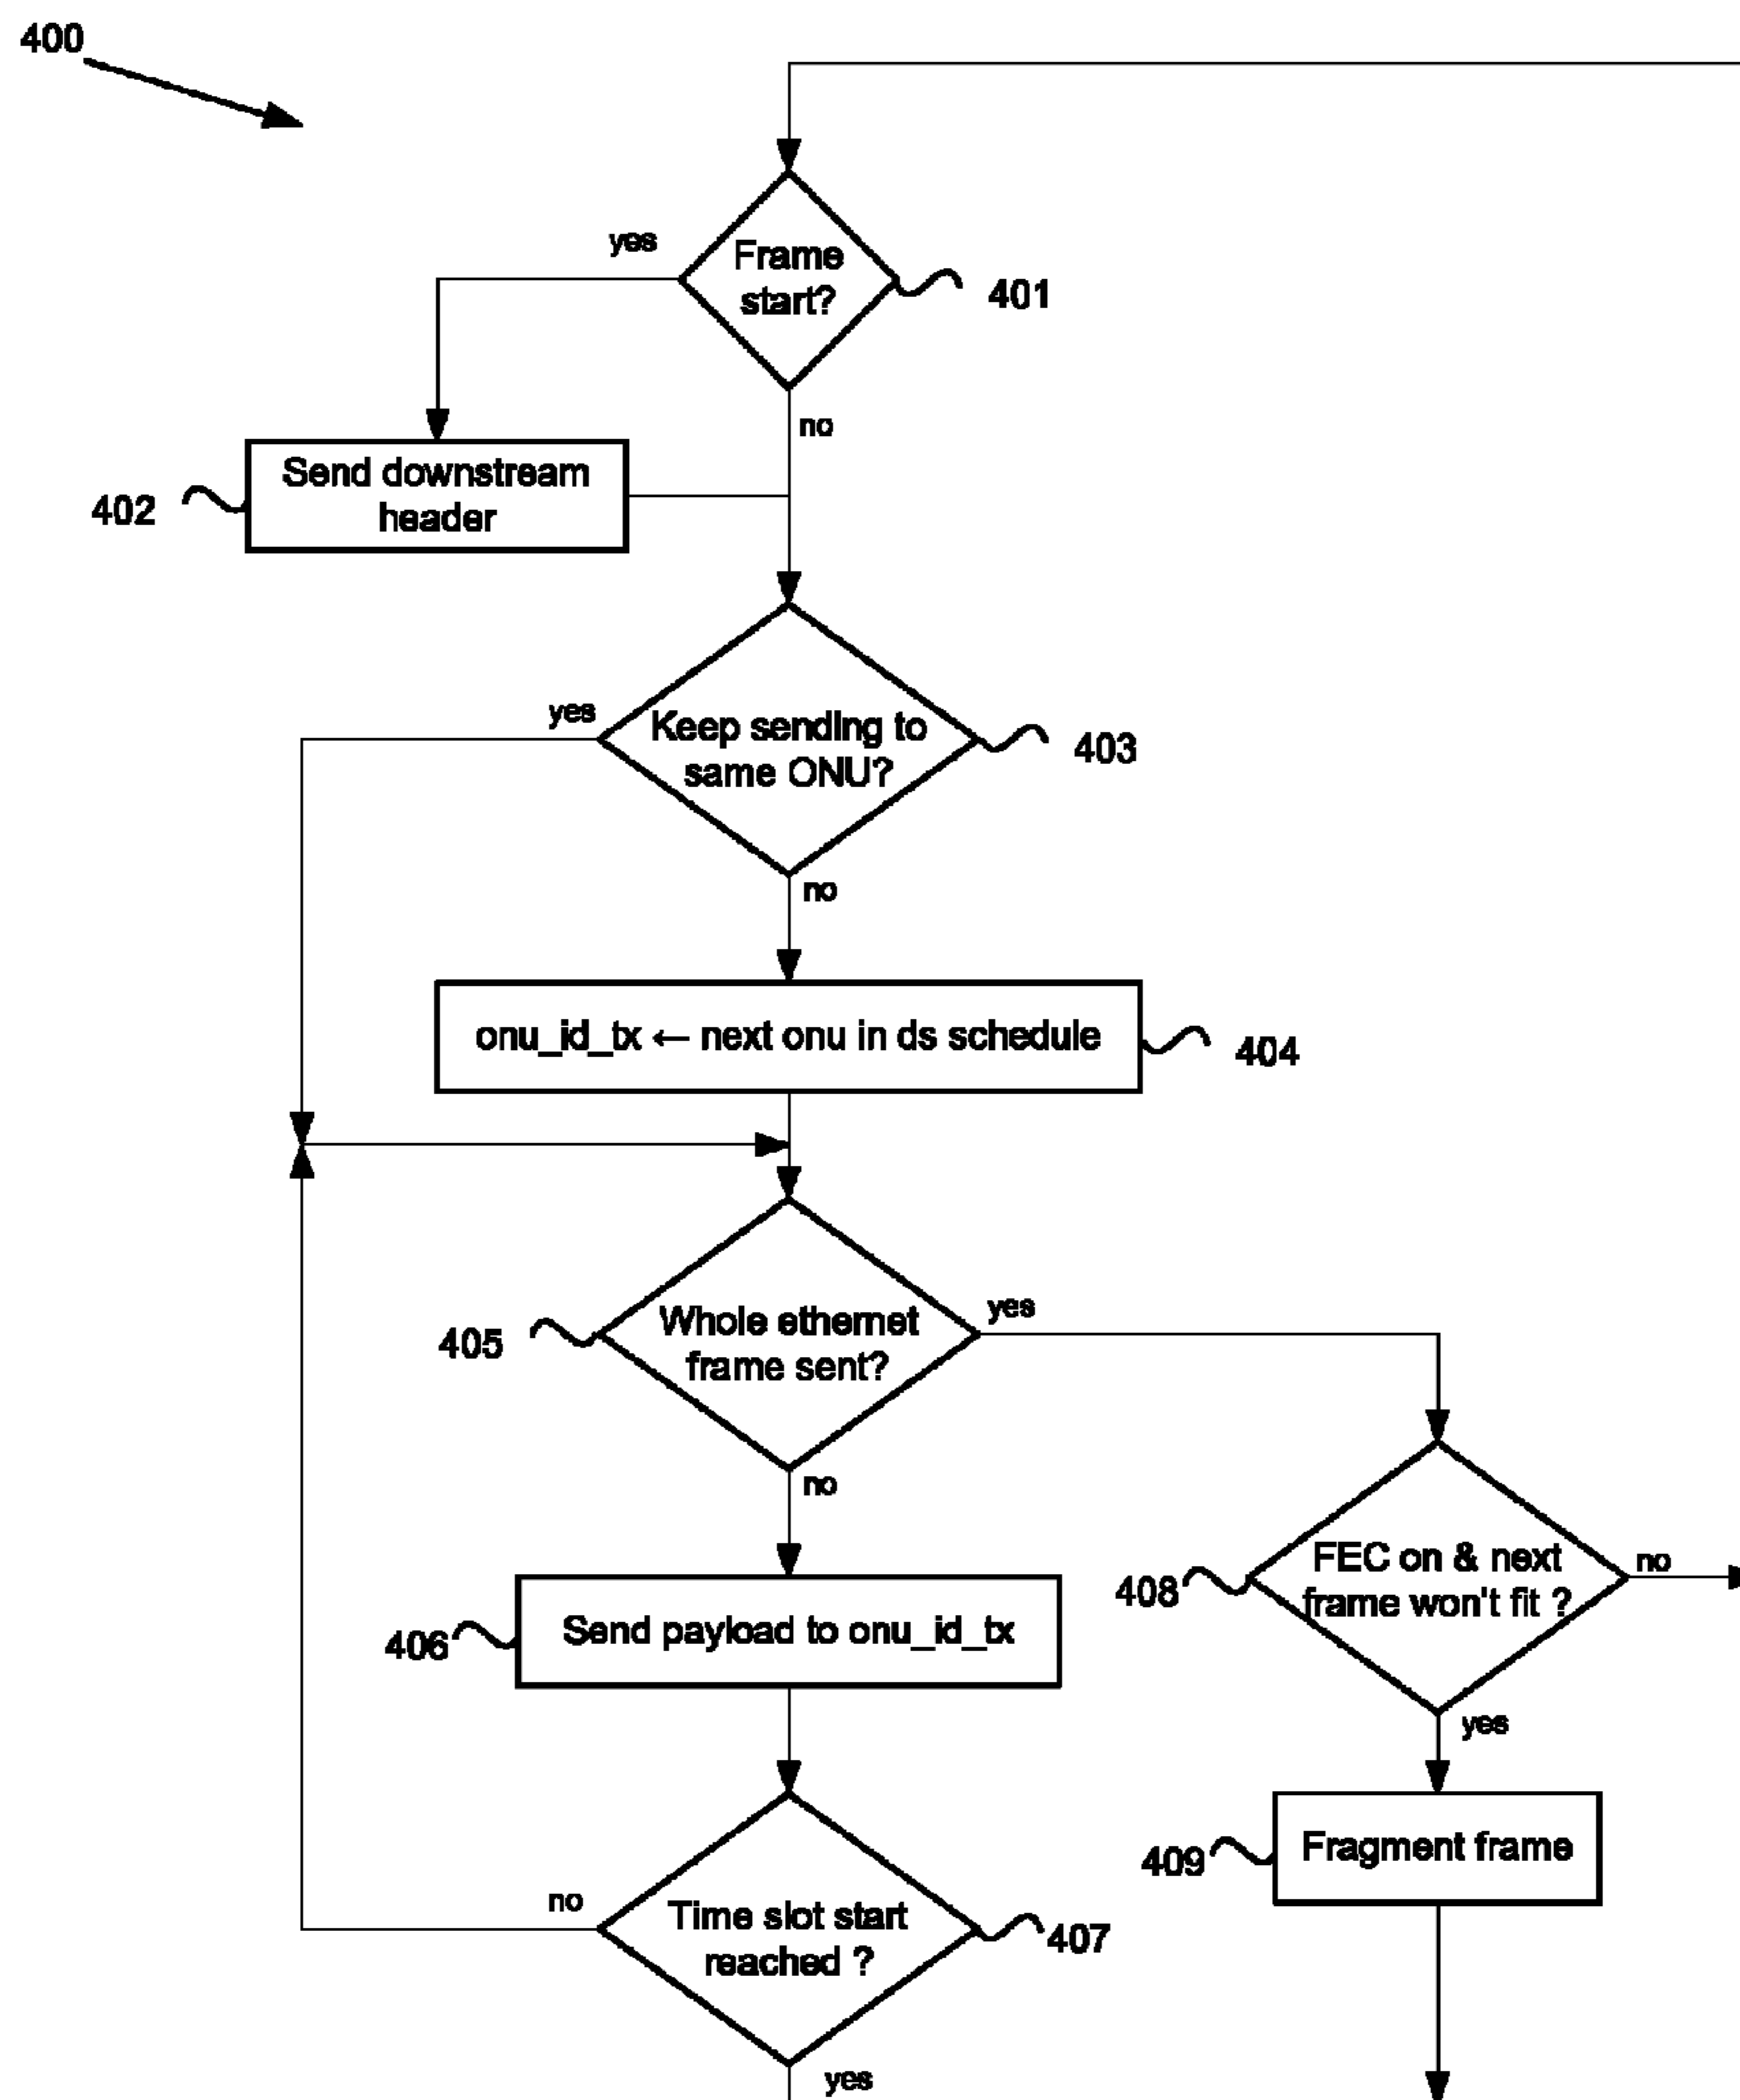 400
yes
Frame
start?
401
no
Send downstream
header
402
yes
Keep sending to
same ONU?
403
no
onu_id_tx ← next onu in ds schedule
404
405
Whole ethernet
frame sent?
yes
no
408
FEC on & next
frame won't fit ?
no
406
Send payload to onu_id_tx
yes
409
Fragment frame
no
Time slot start
reached ?
407
yes